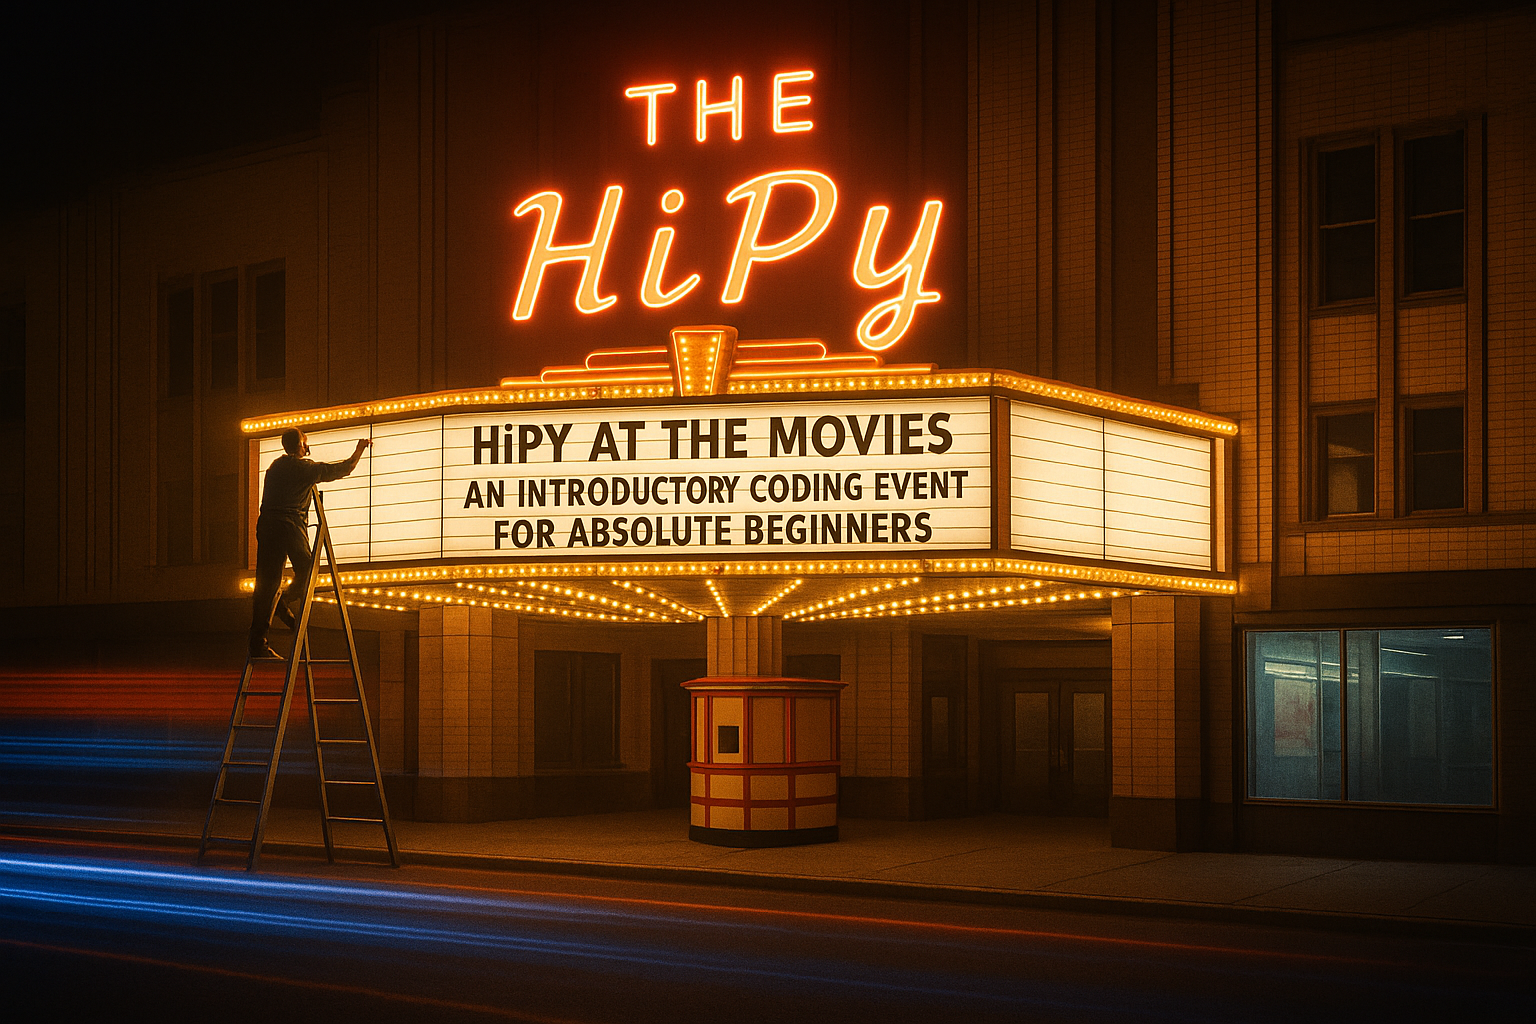 THE
HiPy
HiPY AT THE MOVIES
AN INTRODUCTORY CODING EVENT
FOR ABSOLUTE BEGINNERS